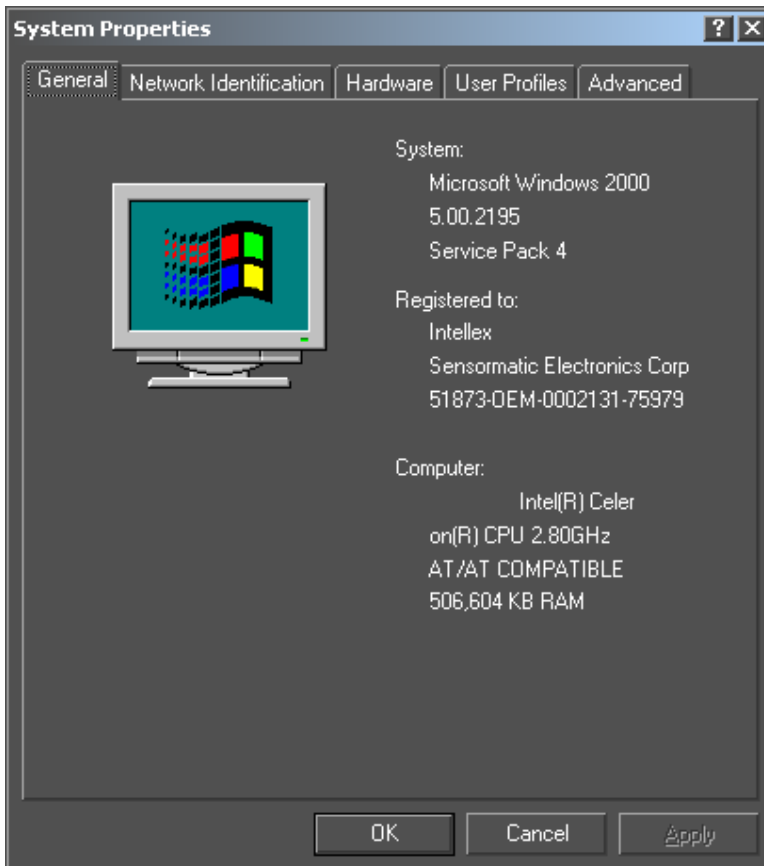 System Properties
General
Network Identification
Hardware
User Profiles
Advanced
System:
Microsoft Windows 2000
5.00.2195
Service Pack 4
Registered to:
Intellex
Sensormatic Electronics Corp
51873-OEM-0002131-75979
Computer:
Intel(R) Celer
on(R) CPU 2.80GHz
AT/AT COMPATIBLE
506,604 KB RAM
OK
Cancel
Apply